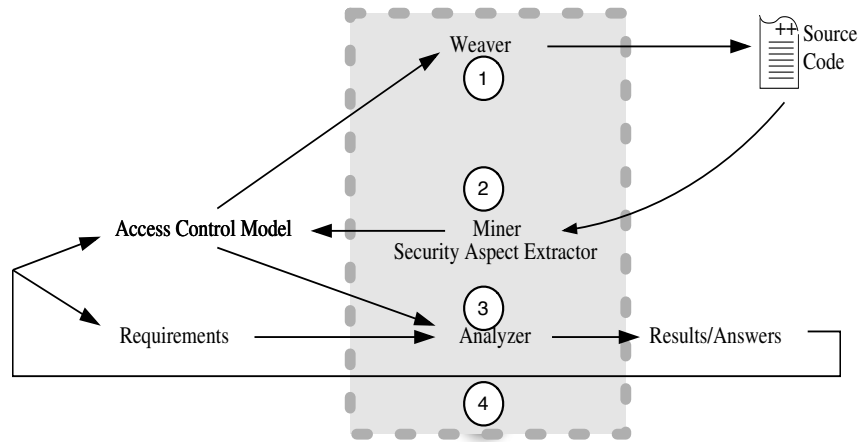 Weaver
1
++
Source
Code
2
Access Control Model
Miner
Security Aspect Extractor
3
Requirements
Analyzer
Results/Answers
4